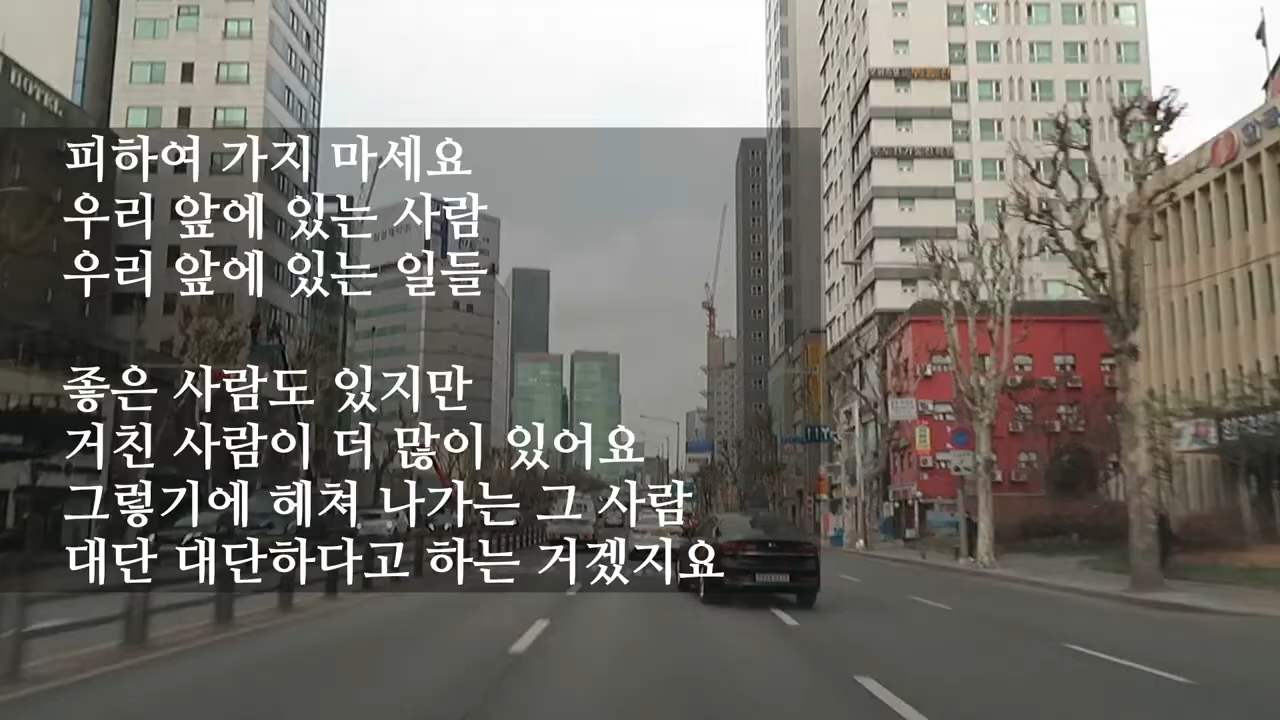 HOTEL
피하여 가지 마세요
우리 앞에 있는 사람
우리 앞에 있는 일들
좋은 사람도 있지만
거친 사람이 더 많이 있어요
그렇기에 헤쳐 나가는 그 사람
대단 대단하다고 하는 거겠지요